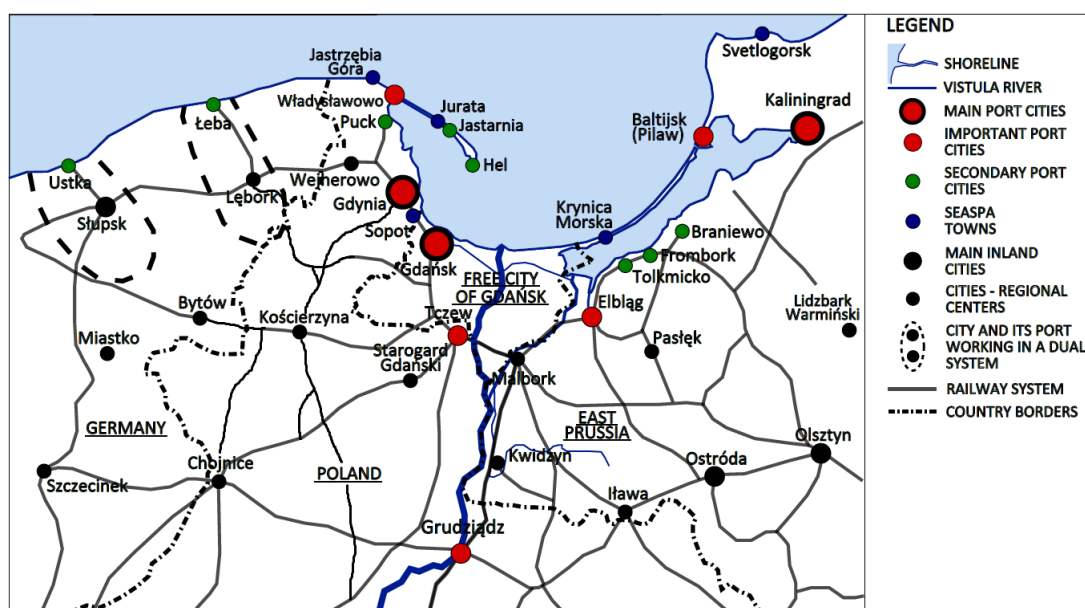 Jastrzębia
Góra
Władysławowo
Puck
Jurata
Jastarnia
Hel
Łeba
Ustka
Słupsk
Lębork
Wejherowo
Gdynia
Sopot
Gdańsk
Svetlogorsk
Kaliningrad
Baltijsk
(Pilaw)
Krynica
Morska
Braniewo
Frombork
Tolkmicko
FREE CITY
OF GDAŃSK
Elbląg
Bytów
Kościerzyna
Tczew
Miastko
Starogard
Gdański
Malbork
Pasłęk
Lidzbark
Warmiński
GERMANY
POLAND
EAST
PRUSSIA
Olsztyn
Szczecinek
Chojnice
Kwidzyn
Ostróda
Iława
Grudziądz
LEGEND
SHORELINE
VISTULA RIVER
MAIN PORT CITIES
IMPORTANT PORT
CITIES
SECONDARY PORT
CITIES
SEASPA
TOWNS
MAIN INLAND
CITIES
CITIES - REGIONAL
CENTERS
CITY AND ITS PORT
WORKING IN A DUAL
SYSTEM
RAILWAY SYSTEM
COUNTRY BORDERS